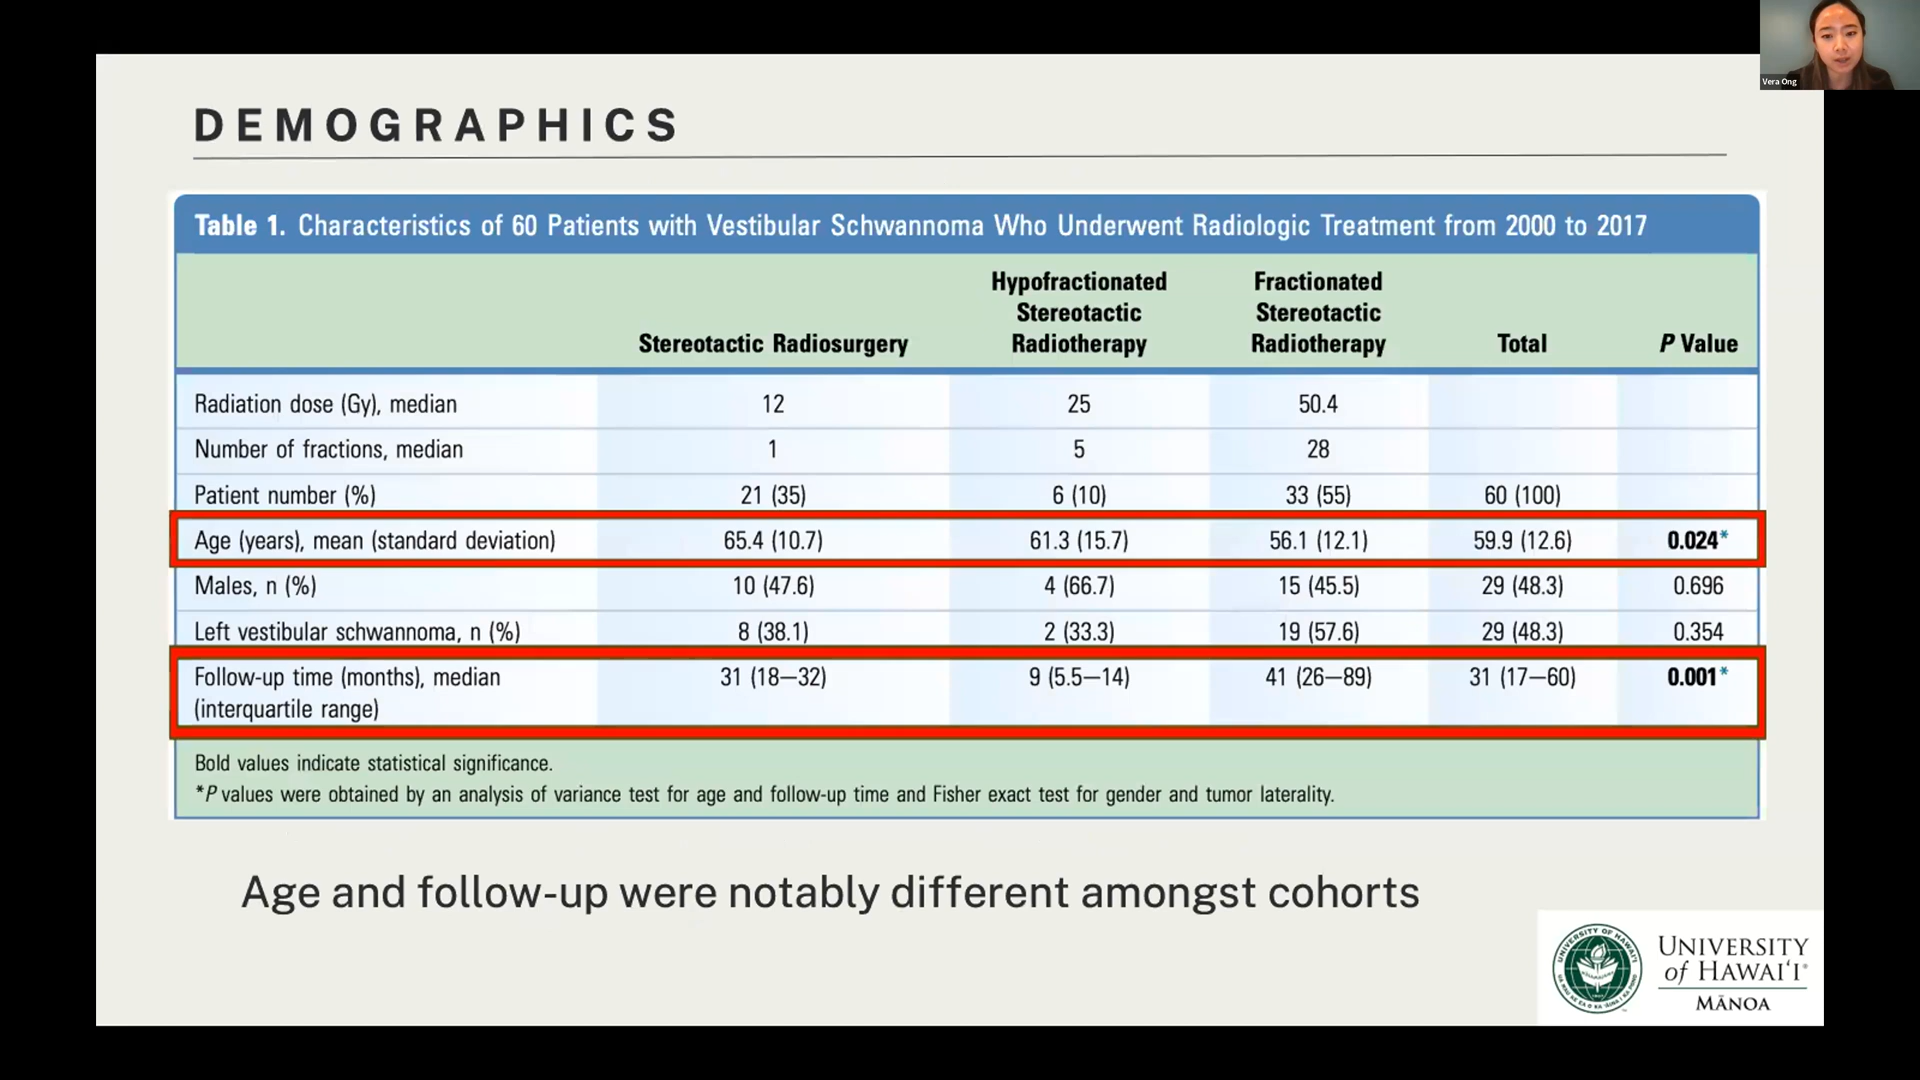 Vera Ong
DEMOGRAPHICS
Table 1. Characteristics of 60 Patients with Vestibular Schwannoma Who Underwent Radiologic Treatment from 2000 to 2017
Stereotactic Radiosurgery
Hypofractionated
Stereotactic
Radiotherapy
Fractionated
Stereotactic
Radiotherapy
Total
P Value
Radiation dose (Gy), median 12 25 50.4
Number of fractions, median 1 5 28
Patient number (%) 21 (35) 6 (10) 33 (55) 60 (100)
Age (years), mean (standard deviation) 65.4 (10.7) 61.3 (15.7) 56.1 (12.1) 59.9 (12.6) 0.024*
Males, n (%) 10 (47.6) 4 (66.7) 15 (45.5) 29 (48.3) 0.696
Left vestibular schwannoma, n (%) 8 (38.1) 2 (33.3) 19 (57.6) 29 (48.3) 0.354
Follow-up time (months), median 31 (18–32) 9 (5.5–14) 41 (26–89) 31 (17–60) 0.001*
(interquartile range)
Bold values indicate statistical significance.
*P values were obtained by an analysis of variance test for age and follow-up time and Fisher exact test for gender and tumor laterality.
Age and follow-up were notably different amongst cohorts
UNIVERSITY
of HAWAIʻI®
MĀNOA